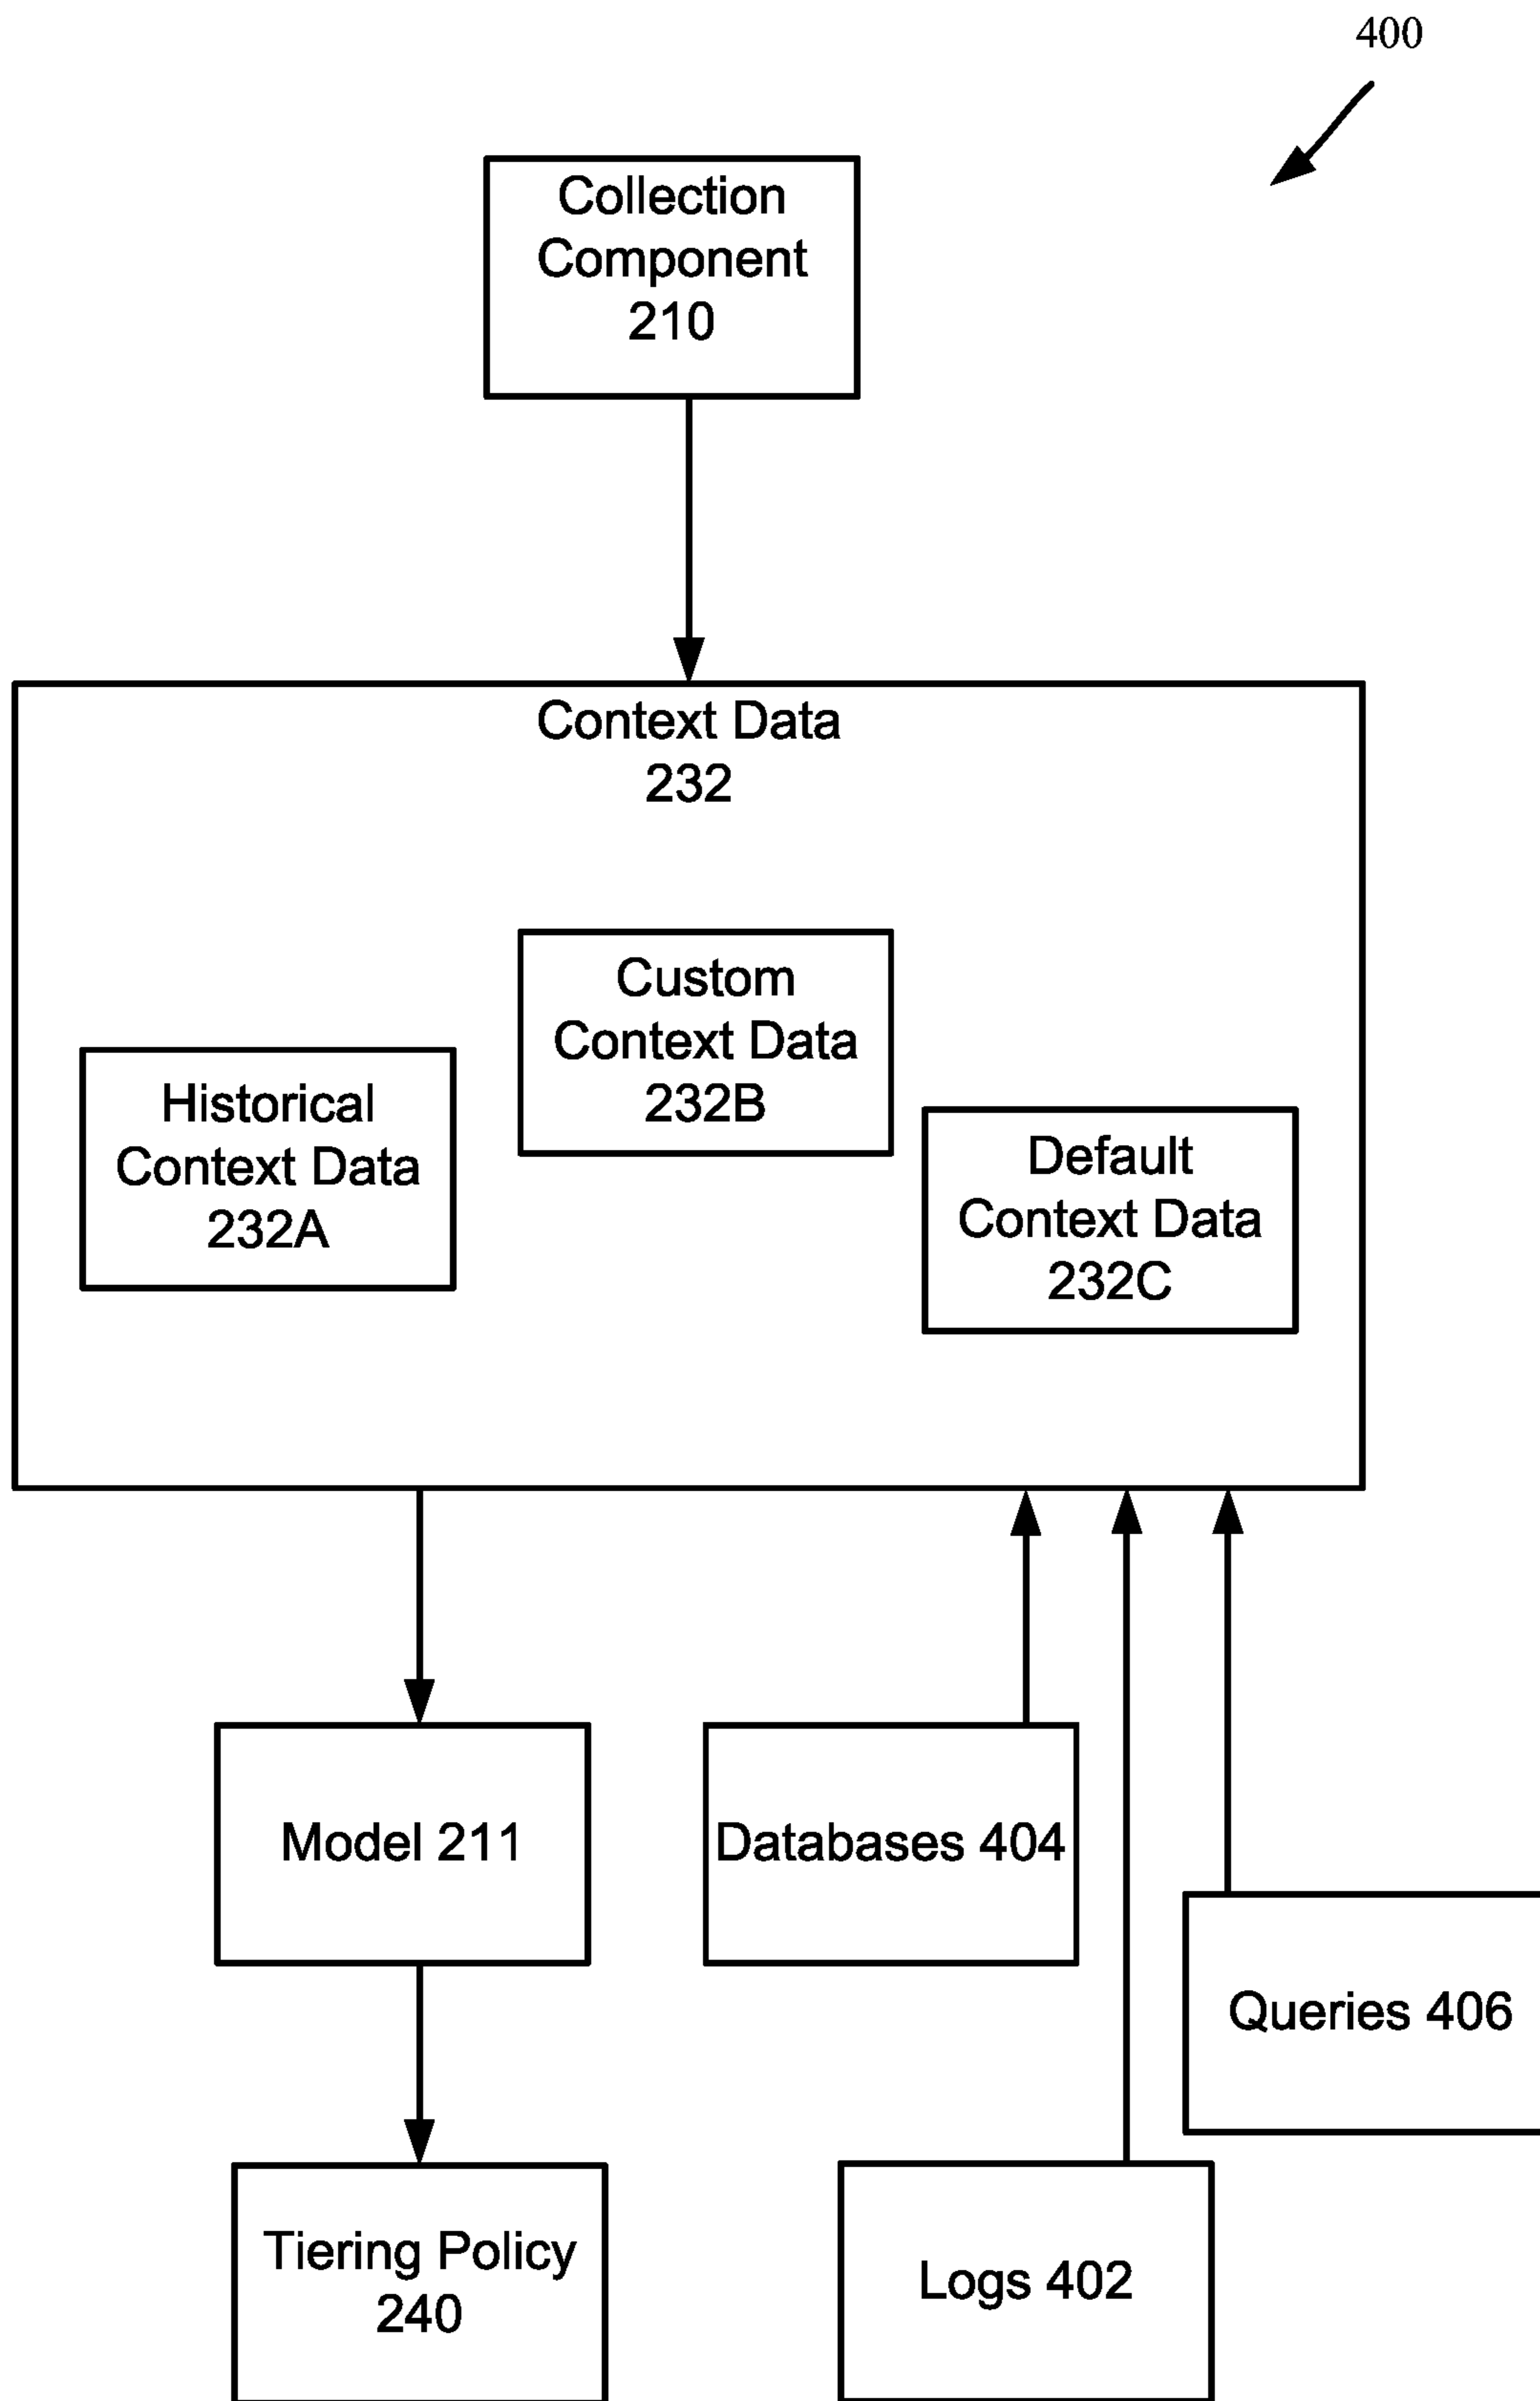 400
Collection
Component
210
Context Data
232
Custom
Context Data
232B
Historical
Context Data
232A
Default
Context Data
232C
Model 211
Databases 404
Queries 406
Tiering Policy
240
Logs 402